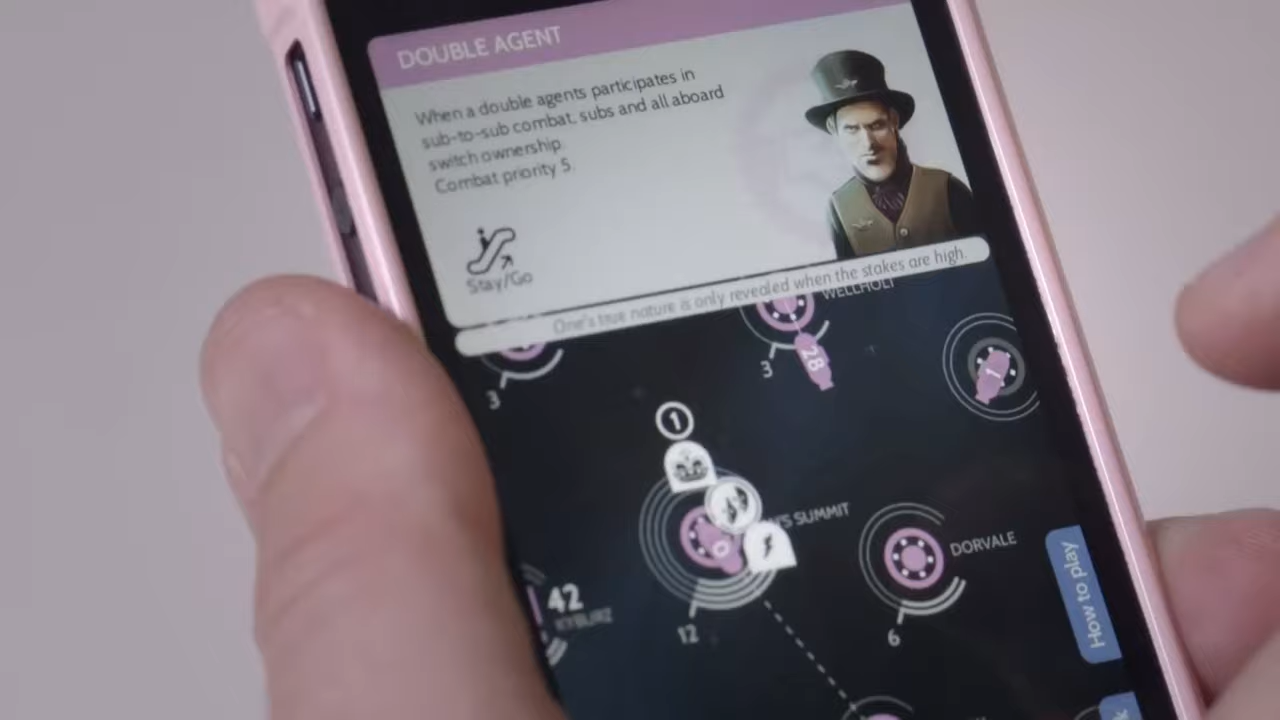 DOUBLE AGENT
When a double agents participates in
sub-to-sub combat, subs and all aboard
switch ownership.
Combat priority 5.
Stay/Go
One's true nature is only revealed when the stakes are high.
WELLHOLT
3
3
28
1
1
'S SUMMIT
0
DORVALE
42
12
6
How to play